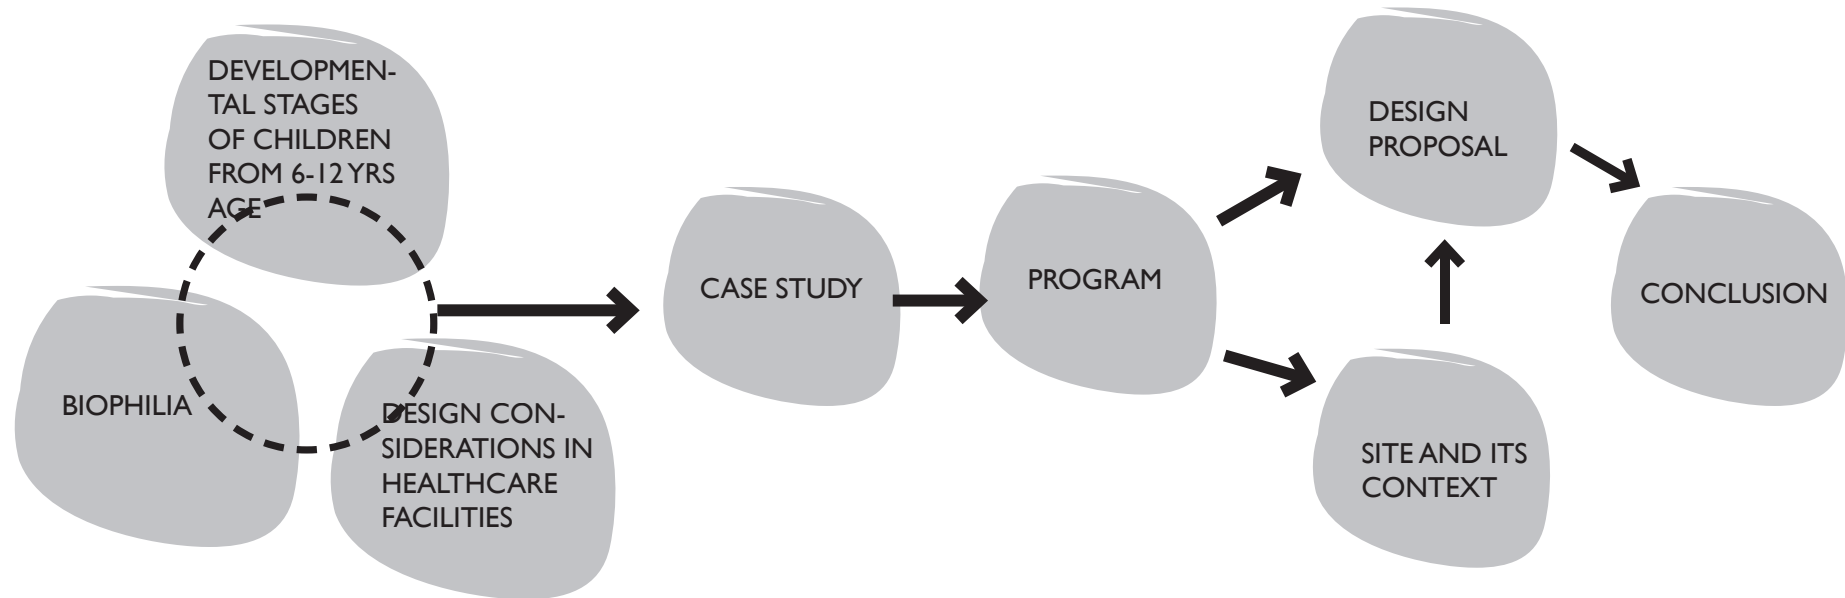 DEVELOPMEN-
TAL STAGES
OF CHILDREN
FROM 6-12 YRS
AGE
BIOPHILIA
DESIGN CON-
SIDERATIONS IN
HEALTHCARE
FACILITIES
CASE STUDY
PROGRAM
DESIGN
PROPOSAL
SITE AND ITS
CONTEXT
CONCLUSION